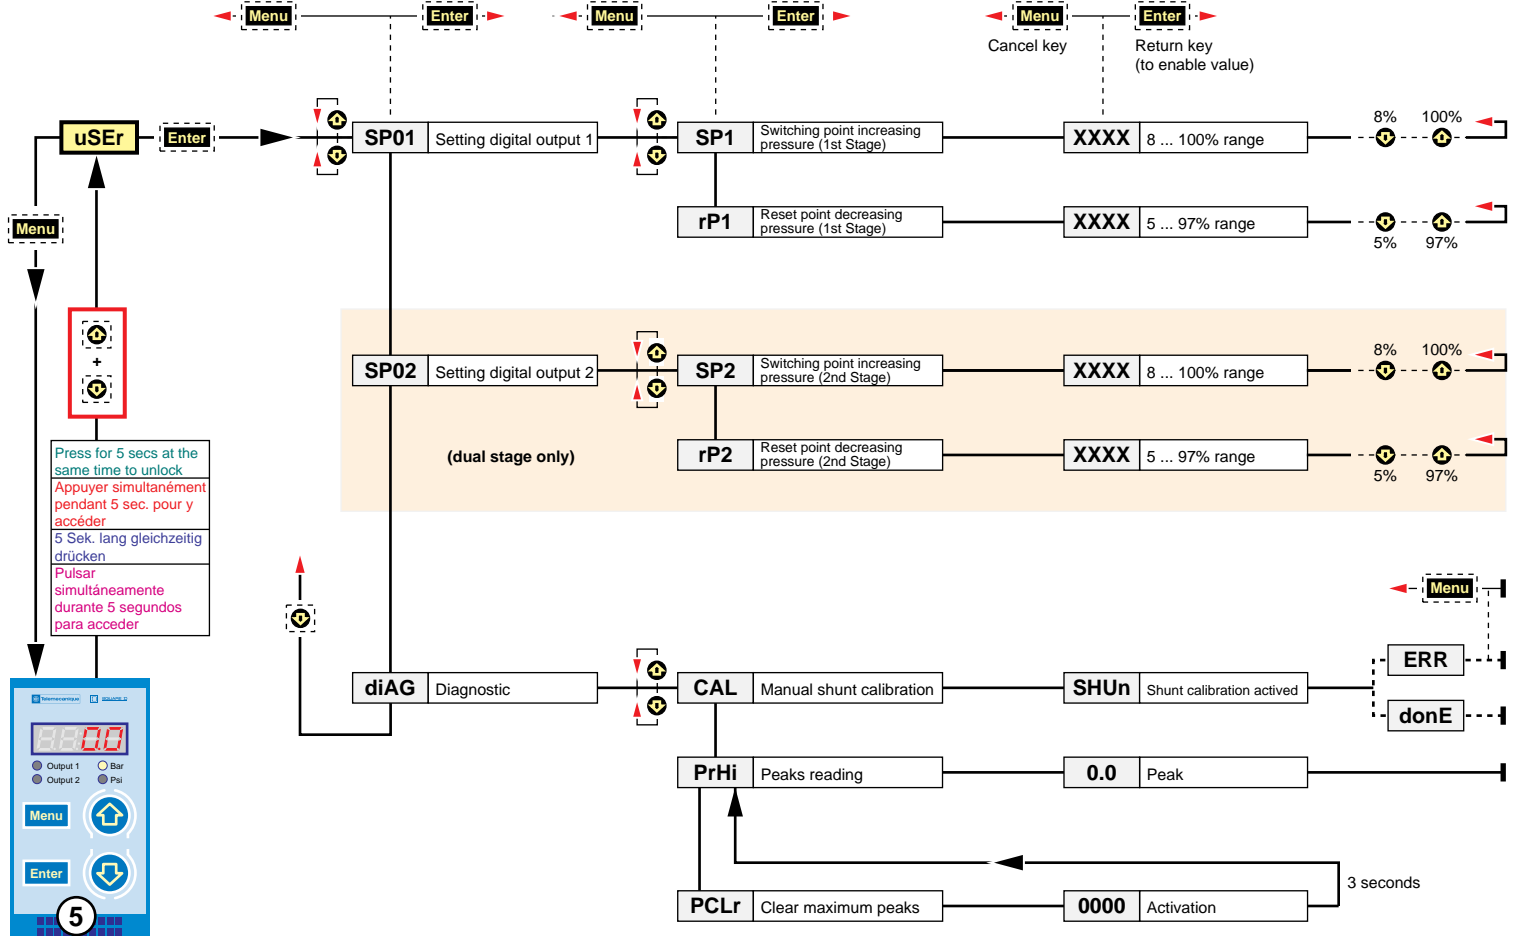 Menu Enter Menu Enter Menu Enter
Cancel key Return key
(to enable value)
uSEr Enter
SP01 Setting digital output 1
SP1 Switching point increasing
pressure (1st Stage)
XXXX 8 ... 100% range
8% 100%
rP1 Reset point decreasing
pressure (1st Stage)
XXXX 5 ... 97% range
5% 97%
Menu
+
SP02 Setting digital output 2
SP2 Switching point increasing
pressure (2nd Stage)
XXXX 8 ... 100% range
8% 100%
(dual stage only)
rP2 Reset point decreasing
pressure (2nd Stage)
XXXX 5 ... 97% range
5% 97%
Press for 5 secs at the
same time to unlock
Appuyer simultanément
pendant 5 sec. pour y
accéder
5 Sek. lang gleichzeitig
drücken
Pulsar
simultáneamente
durante 5 segundos
para acceder
Menu
diAG Diagnostic
CAL Manual shunt calibration
SHUn Shunt calibration actived
ERR
donE
PrHi Peaks reading
0.0 Peak
PCLr Clear maximum peaks
0000 Activation
3 seconds
Telemecanique SQUARE D
0.0
Output 1 Bar
Output 2 Psi
Menu
Enter
5